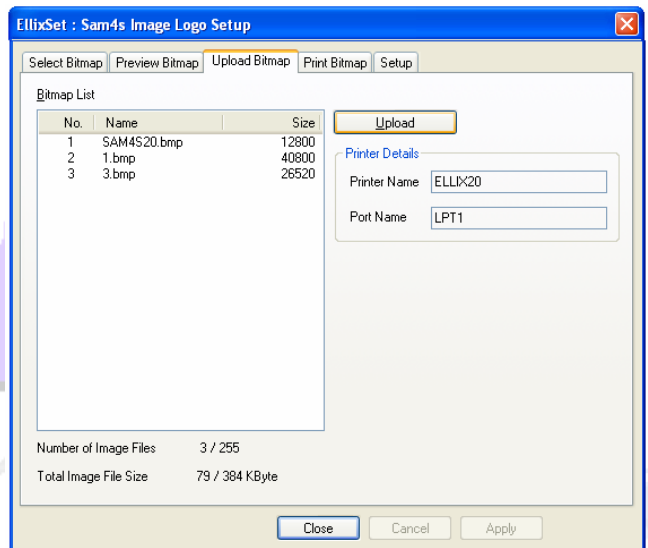 EllixSet : Sam4s Image Logo Setup
Select Bitmap Preview Bitmap Upload Bitmap Print Bitmap Setup
Bitmap List
No. Name Size
1 SAM4S20.bmp 12800
2 1.bmp 40800
3 3.bmp 26520
Upload
Printer Details
Printer Name ELLIX20
Port Name LPT1
Number of Image Files 3 / 255
Total Image File Size 79 / 384 KByte
Close Cancel Apply